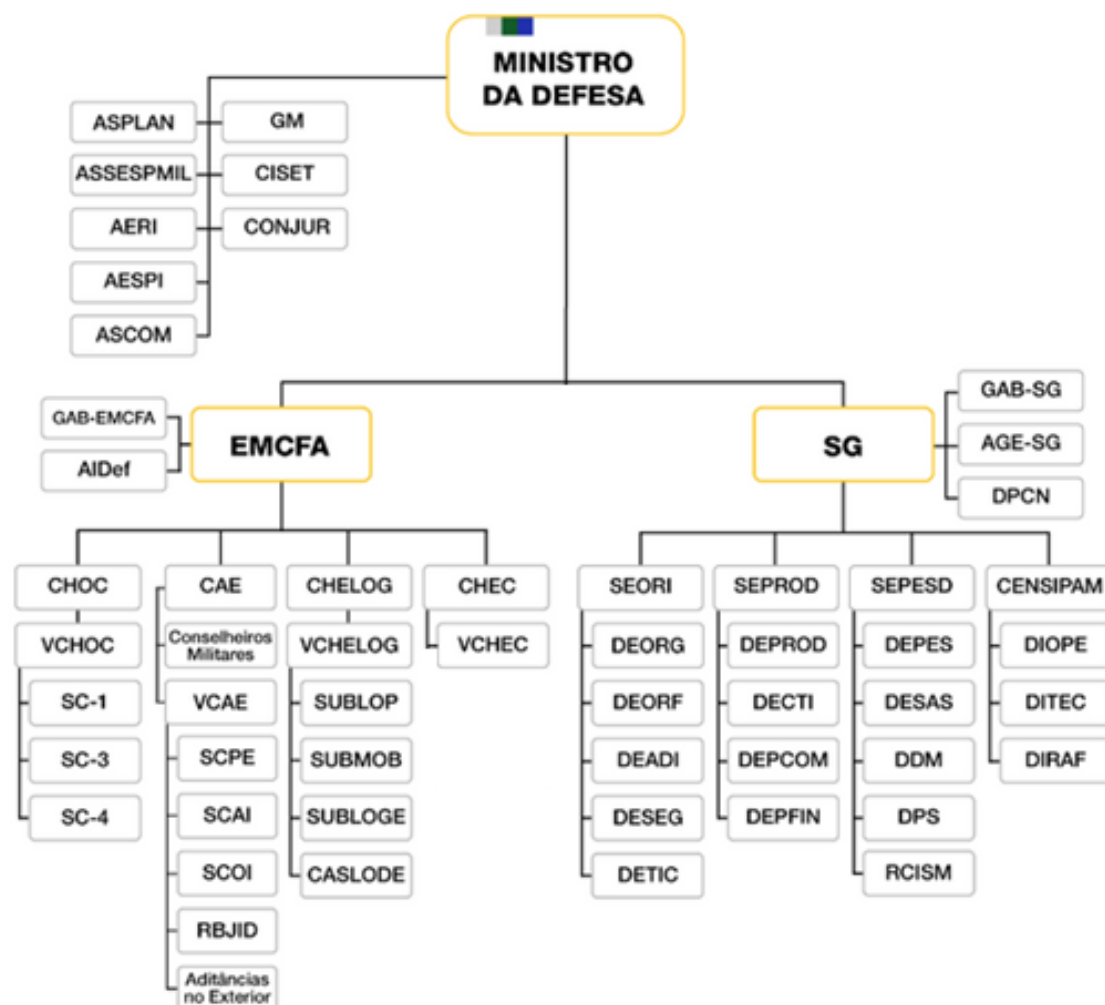 MINISTRO
DA DEFESA
ASPLAN
GM
ASSESPMIL
CISET
AERI
CONJUR
AESPI
ASCOM
GAB-EMCFA
AIDef
EMCFA
SG
GAB-SG
AGE-SG
DPCN
CHOC
VCHOC
SC-1
SC-3
SC-4
CAE
Conselheiros
Militares
VCAE
SCPE
SCAI
SCOI
RBJID
Aditâncias
no Exterior
CHELOG
VCHELOG
SUBLOP
SUBMOB
SUBLOGE
CASLODE
CHEC
VCHEC
SEORI
DEORG
DEORF
DEADI
DESEG
DETIC
SEPROD
DEPROD
DECTI
DEPCOM
DEPFIN
SEPESD
DEPES
DESAS
DDM
DPS
RCISM
CENSIPAM
DIOPE
DITEC
DIRAF